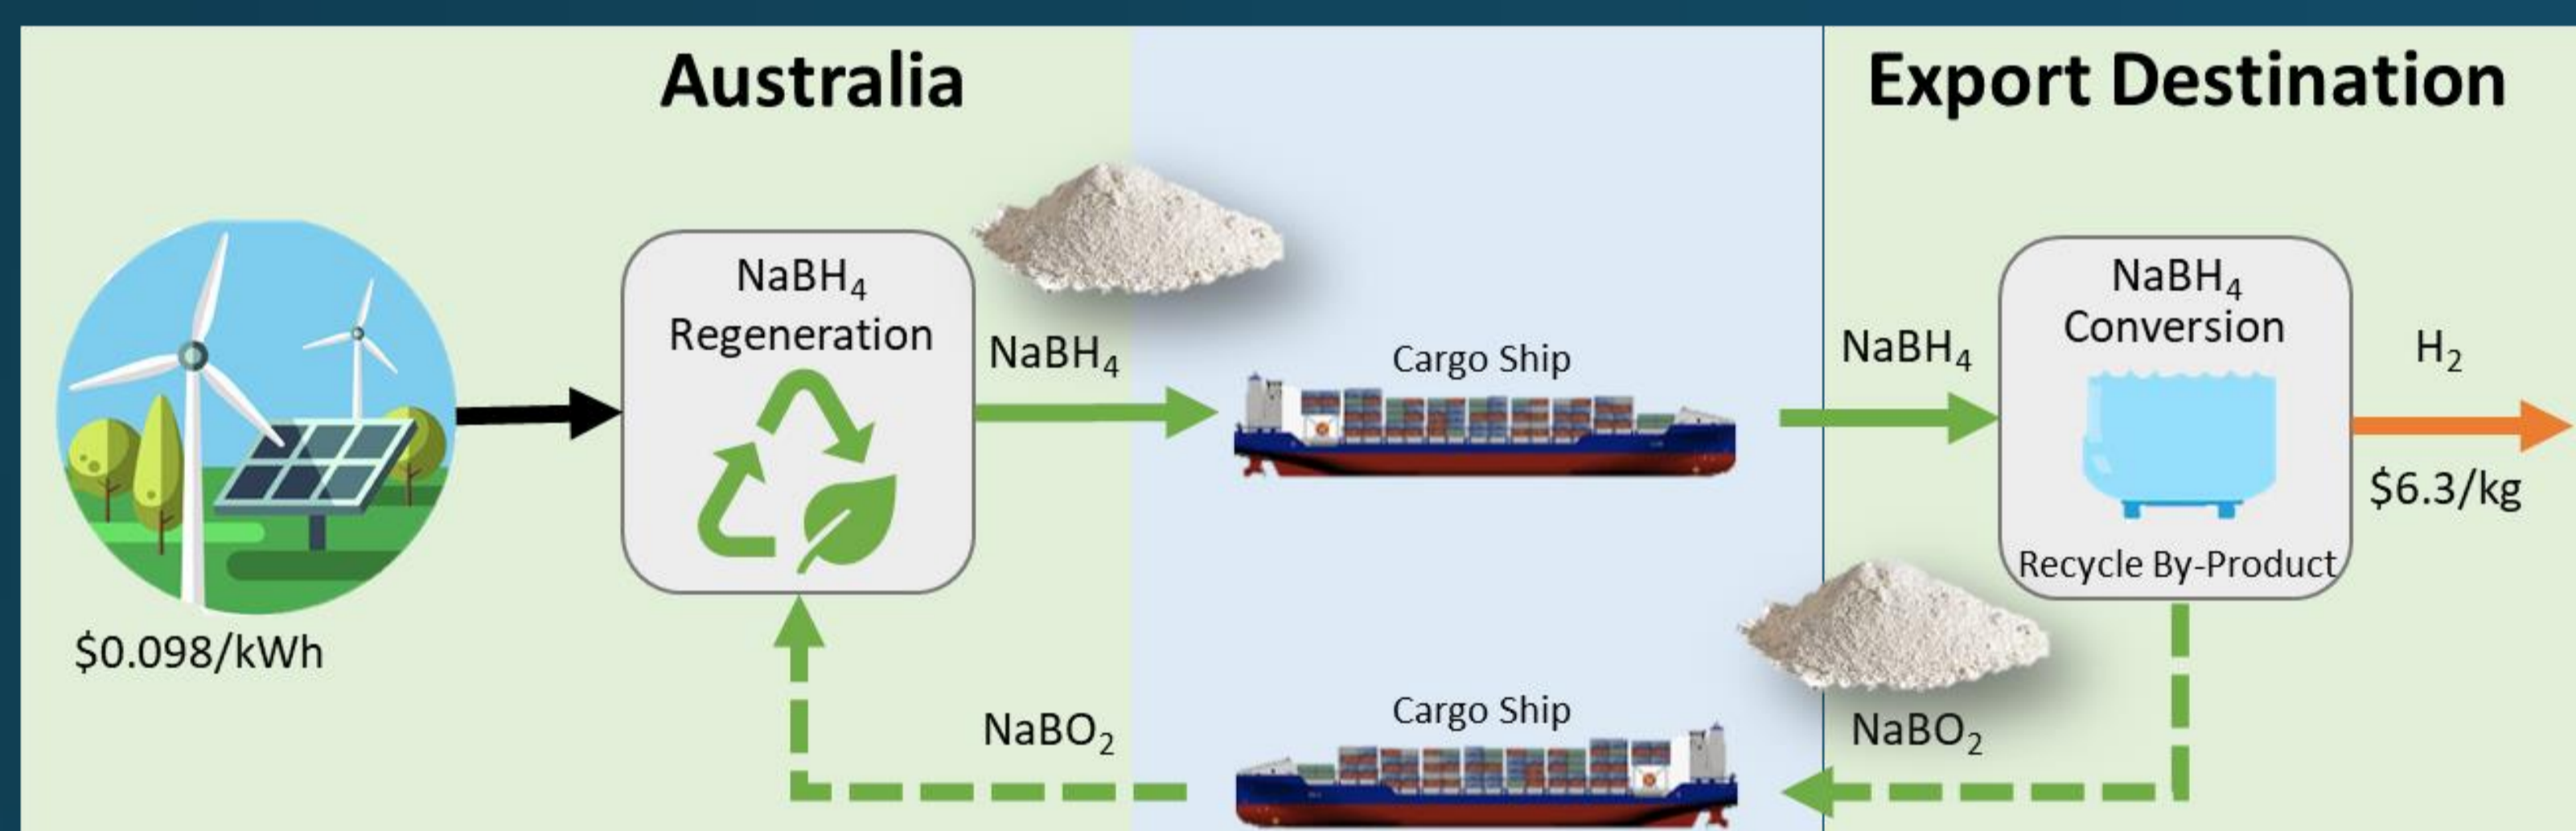 Australia
Export Destination
NaBH₄
Regeneration
NaBH₄
Cargo Ship
NaBH₄
NaBH₄
Conversion
H₂
$6.3/kg
Recycle By-Product
$0.098/kWh
NaBO₂
Cargo Ship
NaBO₂